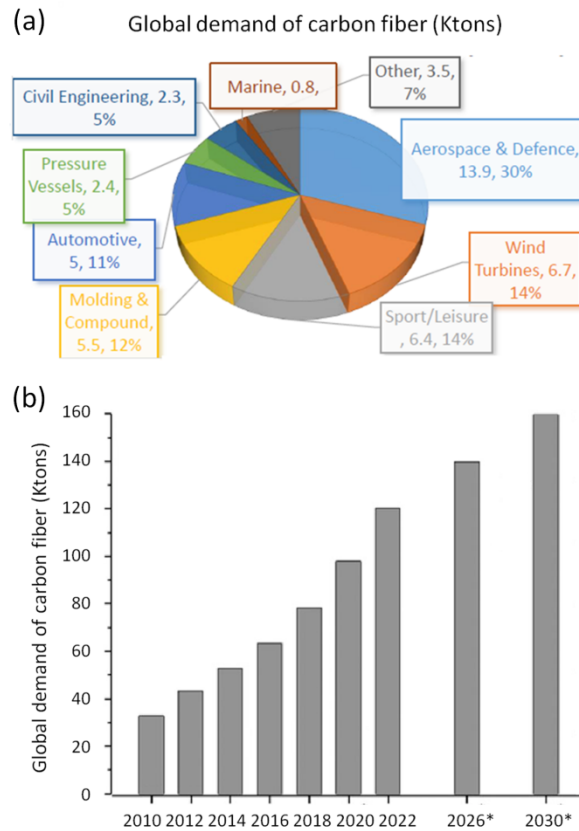 (a)
Global demand of carbon fiber (Ktons)
Civil Engineering, 2.3,
5%
Marine, 0.8,
Other, 3.5,
7%
Pressure
Vessels, 2.4,
5%
Aerospace & Defence,
13.9, 30%
Automotive,
5, 11%
Wind
Turbines, 6.7,
14%
Molding &
Compound,
5.5, 12%
Sport/Leisure
, 6.4, 14%
(b)
Global demand of carbon fiber (Ktons)
160
140
120
100
80
60
40
20
0
2010 2012 2014 2016 2018 2020 2022 2026* 2030*